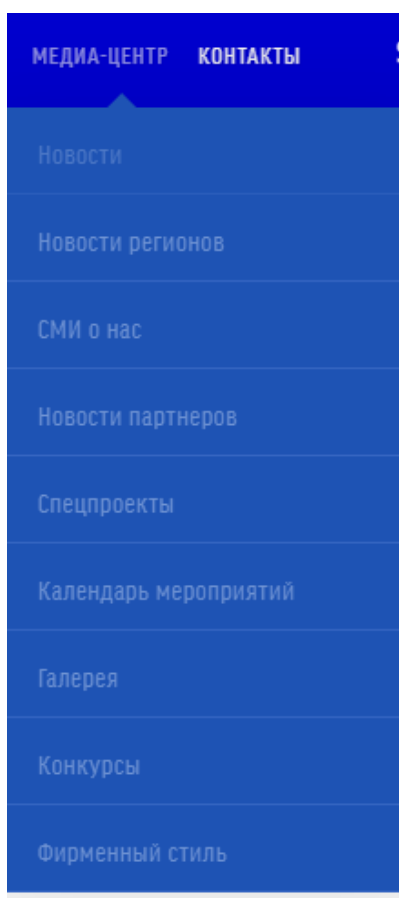 МЕДИА-ЦЕНТР КОНТАКТЫ
Новости
Новости регионов
СМИ о нас
Новости партнеров
Спецпроекты
Календарь мероприятий
Галерея
Конкурсы
Фирменный стиль